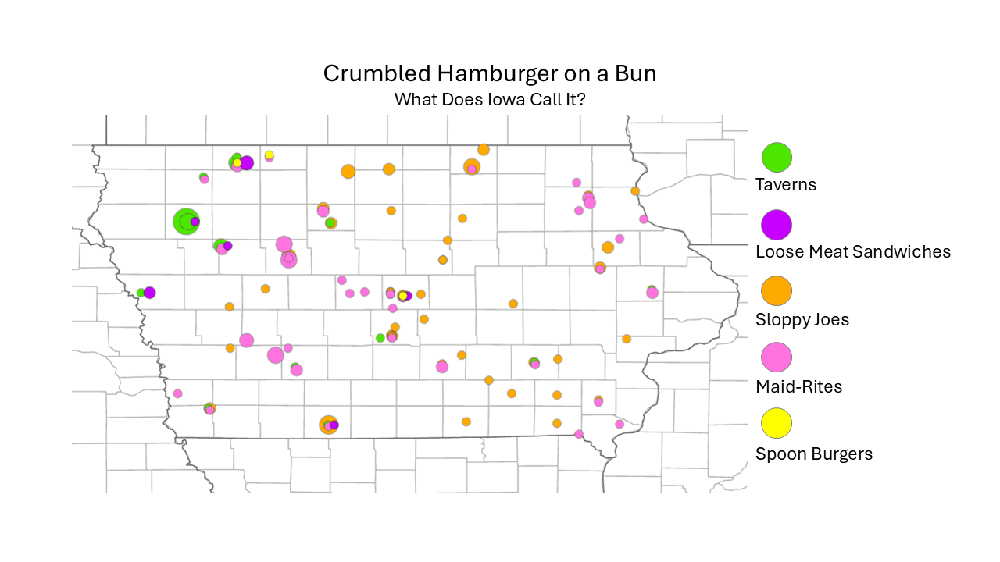 Crumbled Hamburger on a Bun
What Does Iowa Call It?
Taverns
Loose Meat Sandwiches
Sloppy Joes
Maid-Rites
Spoon Burgers